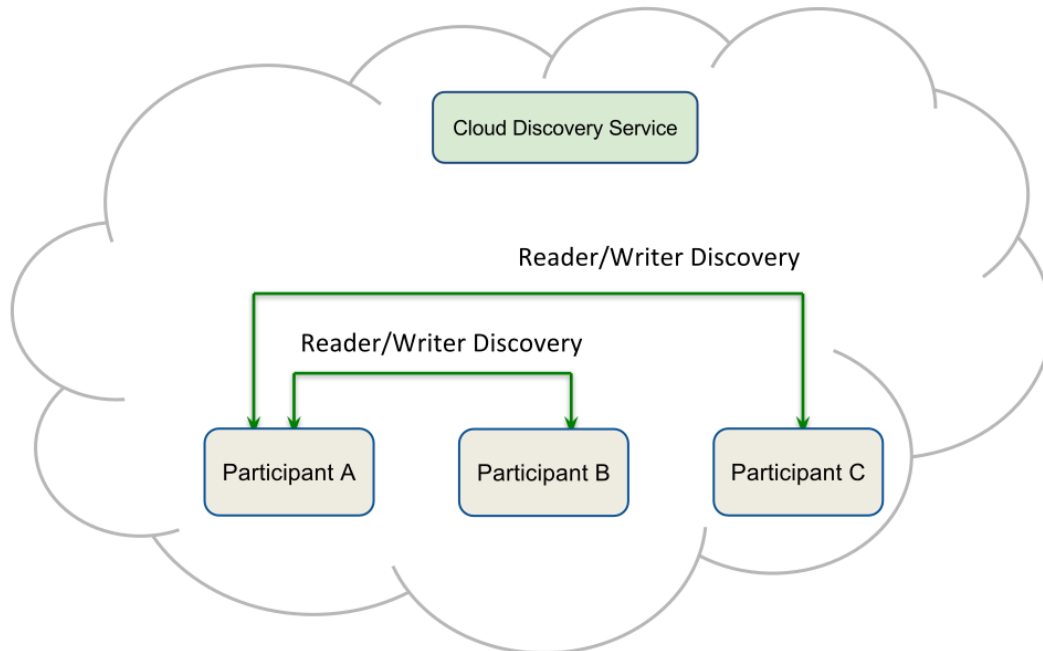 Cloud Discovery Service
Reader/Writer Discovery
Reader/Writer Discovery
Participant A
Participant B
Participant C